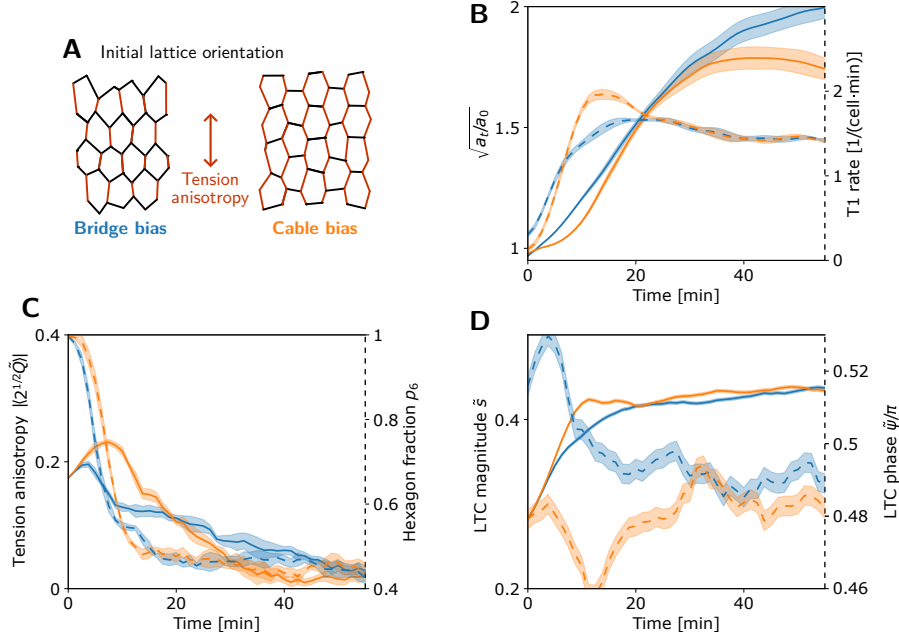 A Initial lattice orientation
Tension
anisotropy
Bridge bias
Cable bias
B
2
1.5
1
√aₜ/a₀
0
1
2
T1 rate [1/(cell·min)]
0 20 40
Time [min]
C
0.4
0.2
0
Tension anisotropy |⟨2^{1/2}Q̃⟩|
1
0.8
0.6
0.4
Hexagon fraction p₆
0 20 40
Time [min]
D
0.4
0.2
LTC magnitude s̃
0.52
0.5
0.48
0.46
LTC phase ψ̃/π
0 20 40
Time [min]